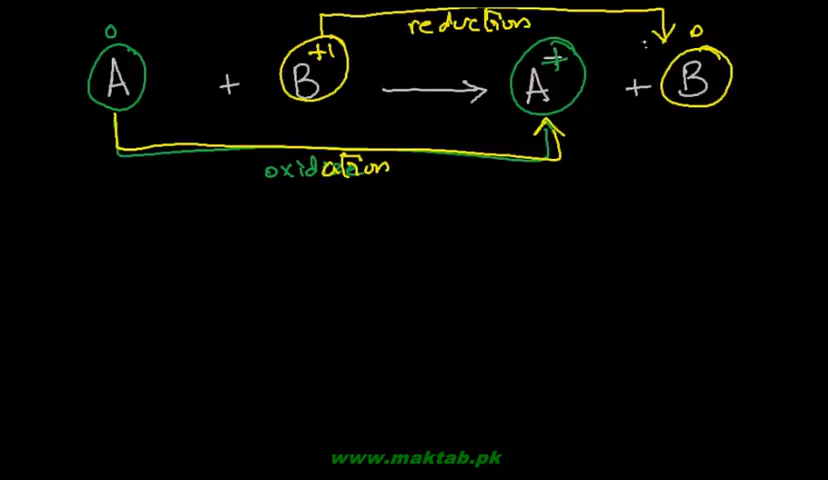 reduction
0 0
A + B+1 ⟶ A+ + B
oxidation
www.maktab.pk